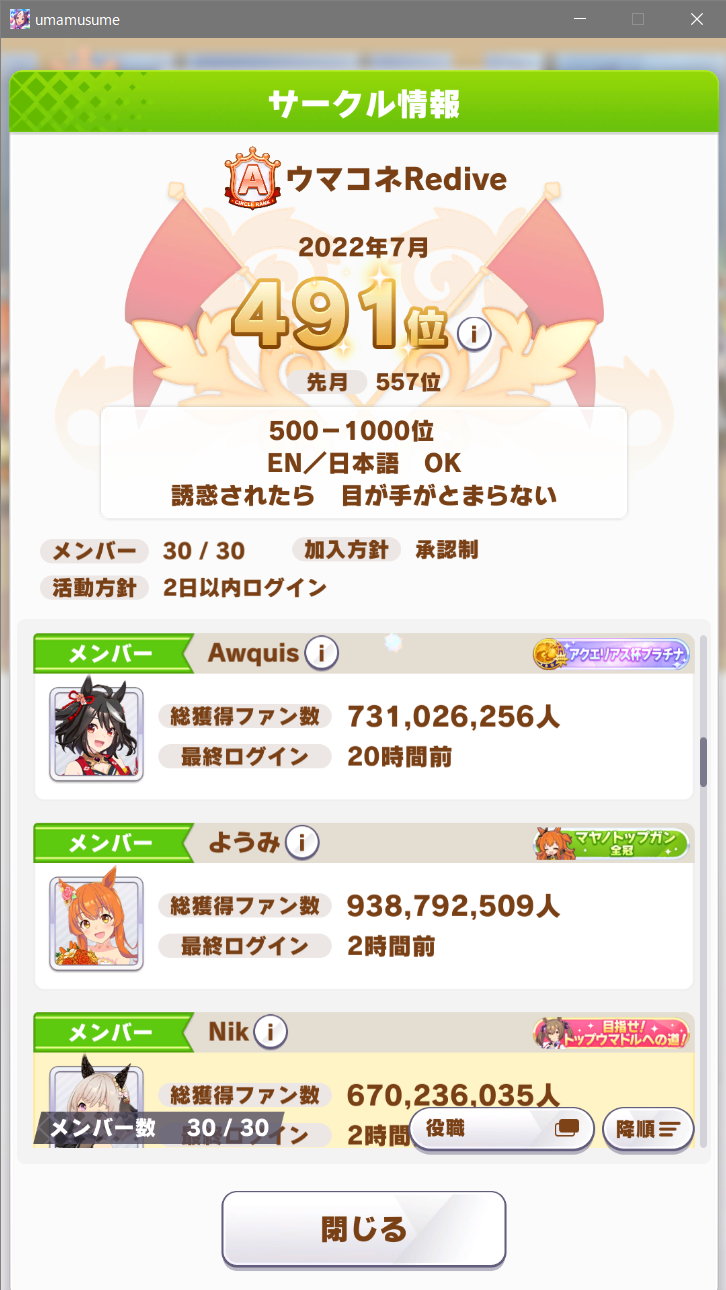 umamusume
サークル情報
A
CIRCLE RANK
ウマコネRedive
2022年7月
491位
i
先月 557位
500－1000位
EN／日本語　OK
誘惑されたら　目が手がとまらない
メンバー 30 / 30 加入方針 承認制
活動方針 2日以内ログイン
メンバー Awquis i アクエリアス杯プラチナ
総獲得ファン数 731,026,256人
最終ログイン 20時間前
メンバー ようみ i マヤノトップガン
全冠
総獲得ファン数 938,792,509人
最終ログイン 2時間前
メンバー Nik i 目指せ!
トップウマドルへの道!
総獲得ファン数 670,236,035人
メンバー数 30 / 30 イン 2時間 役職 降順
閉じる